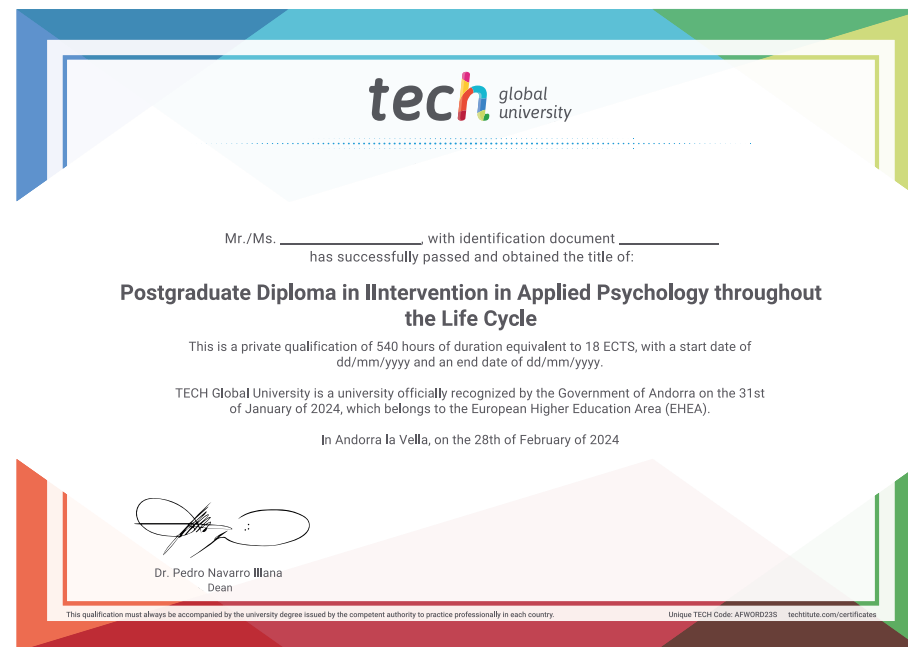 tech global university
Mr./Ms. ____________________, with identification document ______________
has successfully passed and obtained the title of:
Postgraduate Diploma in IIntervention in Applied Psychology throughout
the Life Cycle
This is a private qualification of 540 hours of duration equivalent to 18 ECTS, with a start date of
dd/mm/yyyy and an end date of dd/mm/yyyy.
TECH Global University is a university officially recognized by the Government of Andorra on the 31st
of January of 2024, which belongs to the European Higher Education Area (EHEA).
In Andorra la Vella, on the 28th of February of 2024
Dr. Pedro Navarro Illana
Dean
This qualification must always be accompanied by the university degree issued by the competent authority to practice professionally in each country.
Unique TECH Code: AFWORD23S techtitute.com/certificates